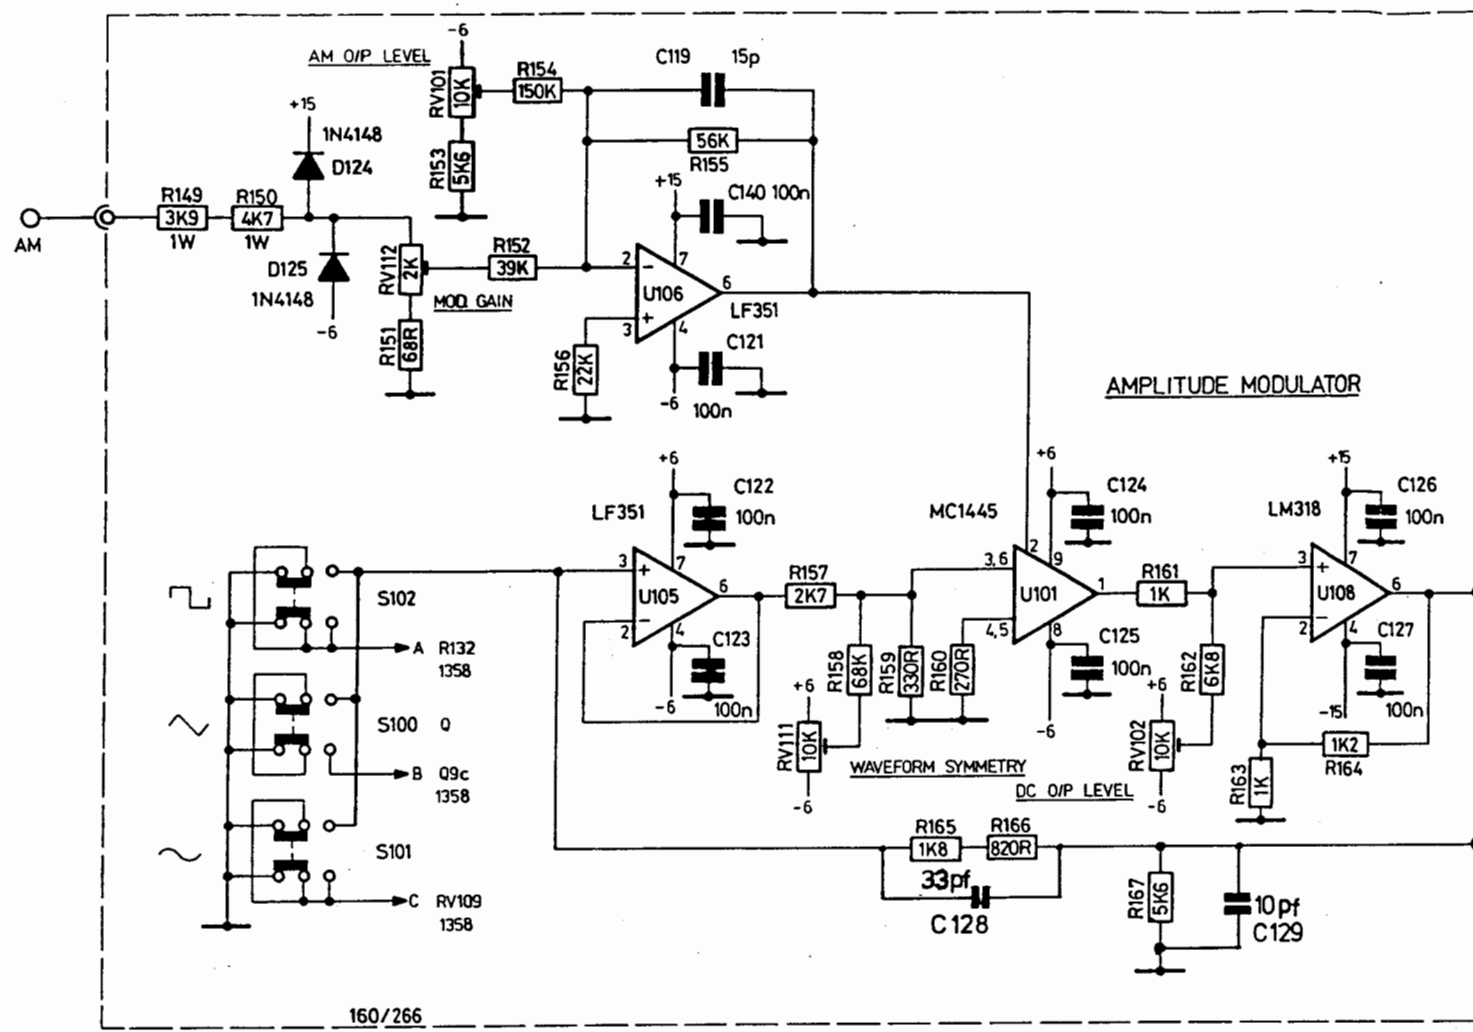 -6
AM O/P LEVEL
RV101
10K
R154
150K
C119
15p
+15
1N4148
D124
R153
5K6
56K
R155
+15
C140 100n
R149
3K9
1W
R150
4K7
1W
AM
D125
1N4148
-6
RV112
2K
MOD. GAIN
R152
39K
2
-
7
U106
6
LF351
+
3
4
R151
68R
R156
22K
C121
-6
100n
AMPLITUDE MODULATOR
+6
C122
100n
LF351
3
+
7
U105
6
-
2
4
C123
100n
-6
+6
C124
100n
MC1445
2
3,6
9
U101
1
4,5
8
C125
100n
-6
+15
C126
100n
LM318
3
+
7
U108
6
-
2
4
C127
100n
-15
S102
A R132
1358
S100 Q
B Q9c
1358
S101
C RV109
1358
R157
2K7
R158
68K
R159
330R
R160
270R
+6
RV111
10K
-6
WAVEFORM SYMMETRY
R161
1K
R162
6K8
+6
RV102
10K
-6
DC O/P LEVEL
R163
1K
1K2
R164
R165
1K8
R166
820R
33pf
C128
R167
5K6
10pf
C129
160/266